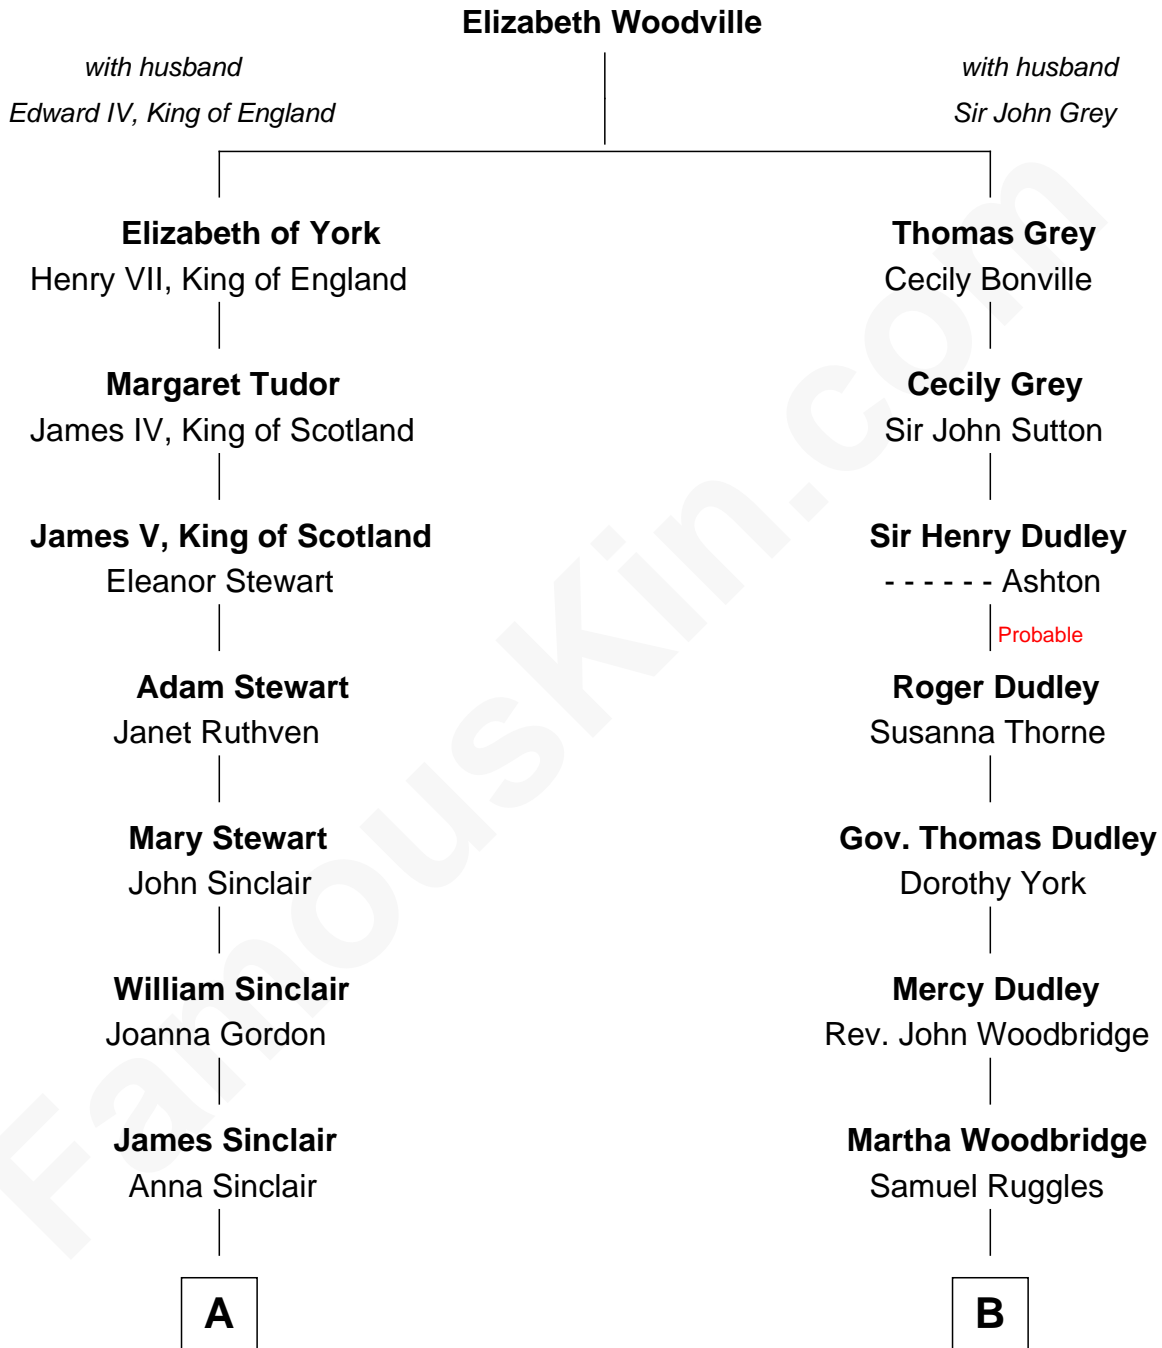 Elizabeth Woodville
with husband
Edward IV, King of England
with husband
Sir John Grey
Elizabeth of York
Henry VII, King of England
Thomas Grey
Cecily Bonville
Margaret Tudor
James IV, King of Scotland
Cecily Grey
Sir John Sutton
James V, King of Scotland
Eleanor Stewart
Sir Henry Dudley
- - - - - - Ashton
Probable
Adam Stewart
Janet Ruthven
Roger Dudley
Susanna Thorne
Mary Stewart
John Sinclair
Gov. Thomas Dudley
Dorothy York
William Sinclair
Joanna Gordon
Mercy Dudley
Rev. John Woodbridge
James Sinclair
Anna Sinclair
Martha Woodbridge
Samuel Ruggles
A
B
FamousKin.com